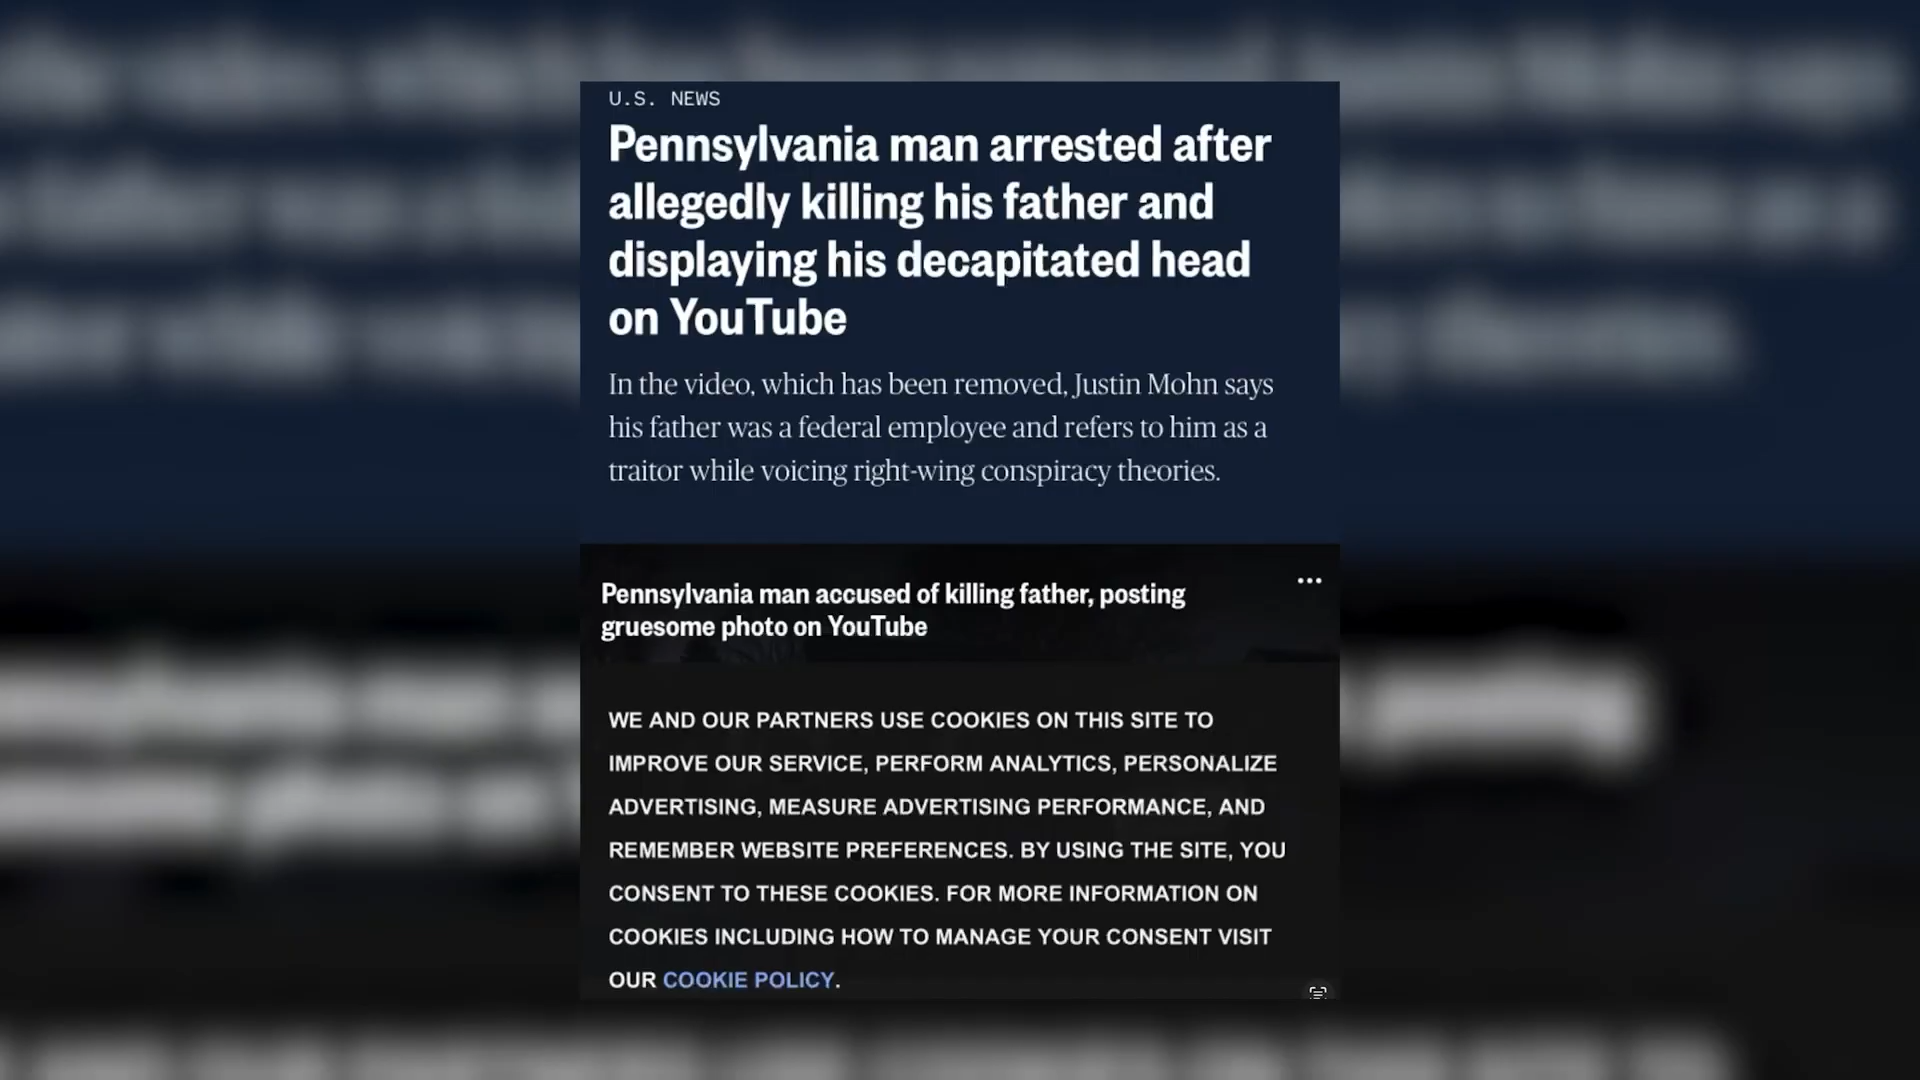 U.S. NEWS
Pennsylvania man arrested after
allegedly killing his father and
displaying his decapitated head
on YouTube
In the video, which has been removed, Justin Mohn says
his father was a federal employee and refers to him as a
traitor while voicing right-wing conspiracy theories.
Pennsylvania man accused of killing father, posting
gruesome photo on YouTube
WE AND OUR PARTNERS USE COOKIES ON THIS SITE TO
IMPROVE OUR SERVICE, PERFORM ANALYTICS, PERSONALIZE
ADVERTISING, MEASURE ADVERTISING PERFORMANCE, AND
REMEMBER WEBSITE PREFERENCES. BY USING THE SITE, YOU
CONSENT TO THESE COOKIES. FOR MORE INFORMATION ON
COOKIES INCLUDING HOW TO MANAGE YOUR CONSENT VISIT
OUR COOKIE POLICY.